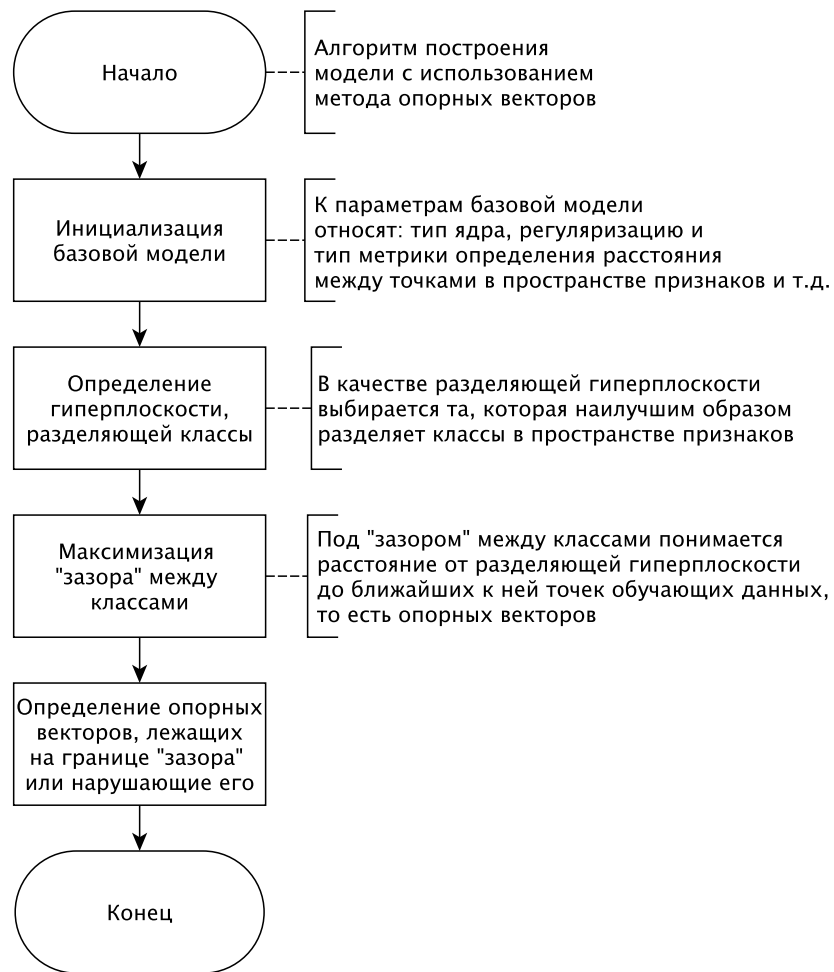 Начало
Алгоритм построения
модели с использованием
метода опорных векторов
Инициализация
базовой модели
К параметрам базовой модели
относят: тип ядра, регуляризацию и
тип метрики определения расстояния
между точками в пространстве признаков и т.д.
Определение
гиперплоскости,
разделяющей классы
В качестве разделяющей гиперплоскости
выбирается та, которая наилучшим образом
разделяет классы в пространстве признаков
Максимизация
"зазора" между
классами
Под "зазором" между классами понимается
расстояние от разделяющей гиперплоскости
до ближайших к ней точек обучающих данных,
то есть опорных векторов
Определение опорных
векторов, лежащих
на границе "зазора"
или нарушающие его
Конец